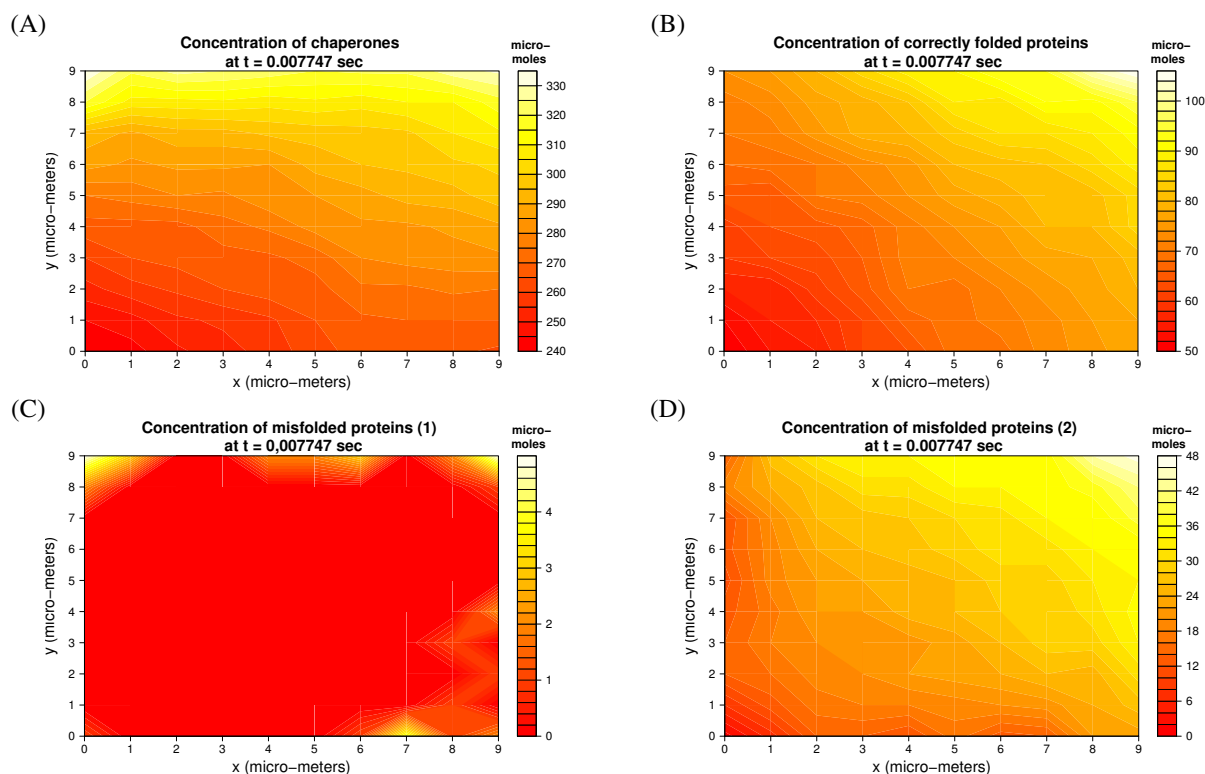 (A)
Concentration of chaperones
at t = 0.007747 sec
micro−
moles
9
8
7
6
5
4
3
2
1
0
y (micro−meters)
0 1 2 3 4 5 6 7 8 9
x (micro−meters)
330
320
310
300
290
280
270
260
250
240
(B)
Concentration of correctly folded proteins
at t = 0.007747 sec
micro−
moles
9
8
7
6
5
4
3
2
1
0
y (micro−meters)
0 1 2 3 4 5 6 7 8 9
x (micro−meters)
100
90
80
70
60
50
(C)
Concentration of misfolded proteins (1)
at t = 0,007747 sec
micro−
moles
9
8
7
6
5
4
3
2
1
0
y (micro−meters)
0 1 2 3 4 5 6 7 8 9
x (micro−meters)
4
3
2
1
0
(D)
Concentration of misfolded proteins (2)
at t = 0.007747 sec
micro−
moles
9
8
7
6
5
4
3
2
1
0
y (micro−meters)
0 1 2 3 4 5 6 7 8 9
x (micro−meters)
48
42
36
30
24
18
12
6
0